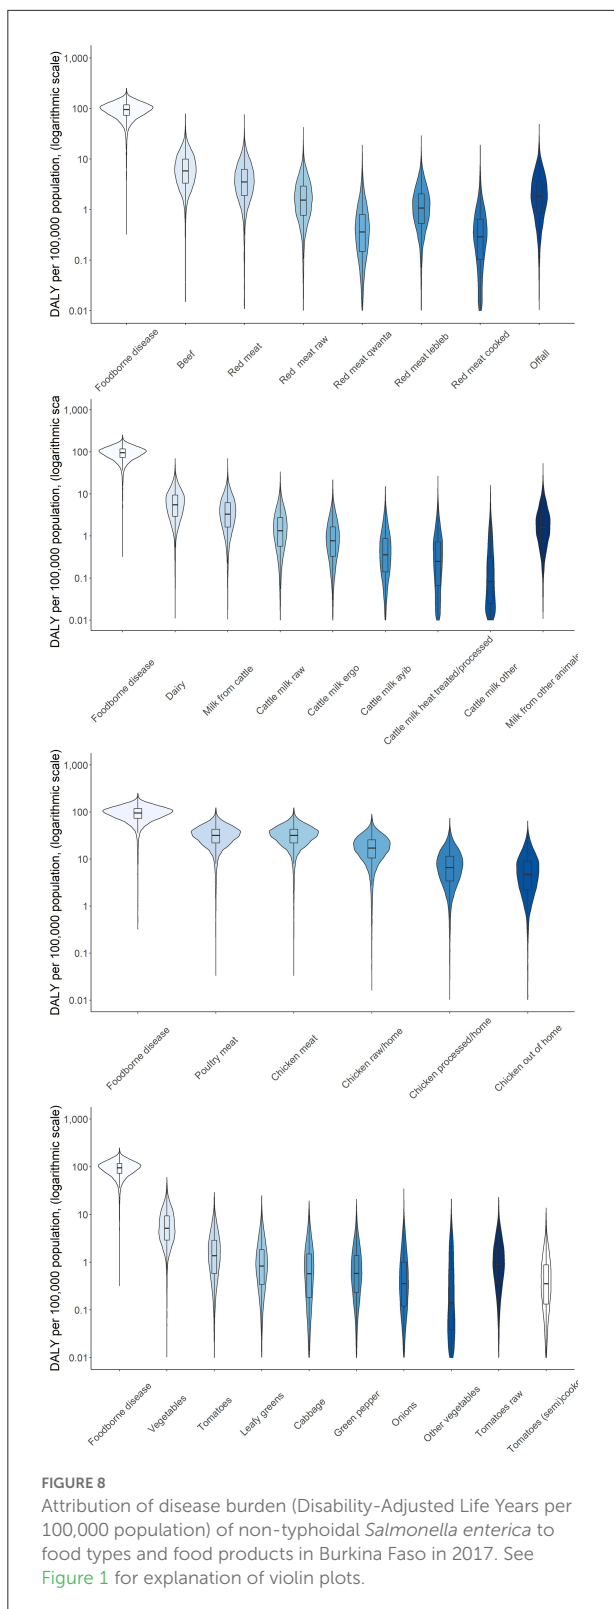 DALY per 100,000 population, (logarithmic scale)
1,000
100
10
1
0.1
0.01
Foodborne disease
Beef
Red meat
Red meat raw
Red meat qwanta
Red meat lebleb
Red meat cooked
Offall
DALY per 100,000 population, (logarithmic sca
1,000
100
10
1
0.1
0.01
Foodborne disease
Dairy
Milk from cattle
Cattle milk raw
Cattle milk ergo
Cattle milk ayib
Cattle milk heat treated/processed
Cattle milk other
Milk from other animals
DALY per 100,000 population, (logarithmic scale)
1,000
100
10
1
0.1
0.01
Foodborne disease
Poultry meat
Chicken meat
Chicken raw/home
Chicken processed/home
Chicken out of home
DALY per 100,000 population, (logarithmic scale)
1,000
100
10
1
0.1
0.01
Foodborne disease
Vegetables
Tomatoes
Leafy greens
Cabbage
Green pepper
Onions
Other vegetables
Tomatoes raw
Tomatoes (semi)cooke
FIGURE 8
Attribution of disease burden (Disability-Adjusted Life Years per
100,000 population) of non-typhoidal Salmonella enterica to
food types and food products in Burkina Faso in 2017. See
Figure 1 for explanation of violin plots.